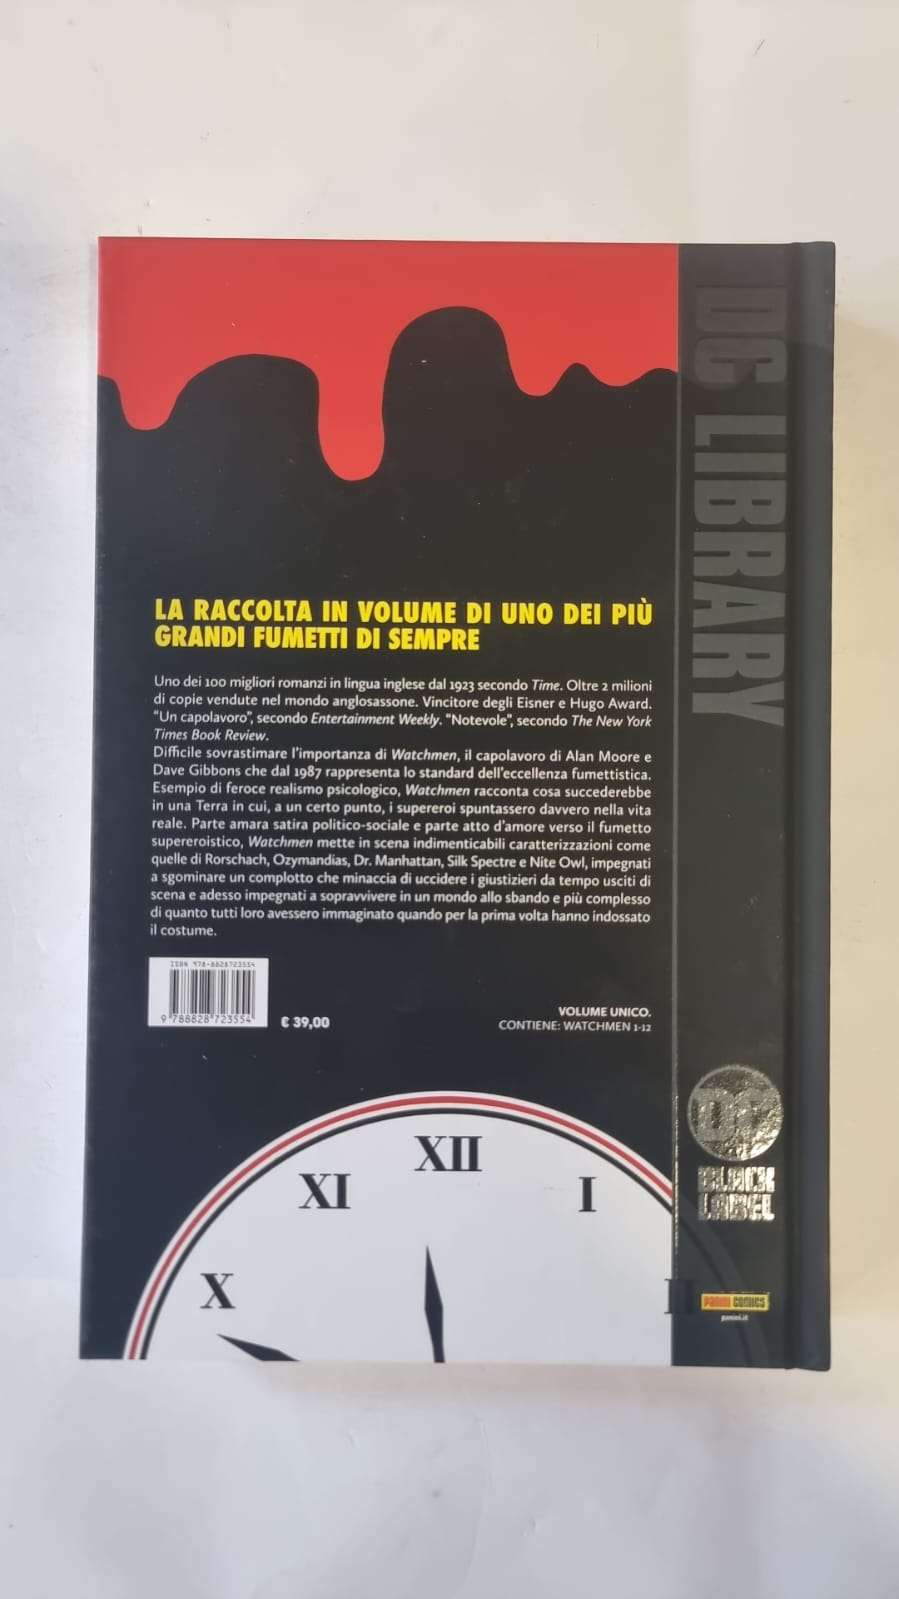 DC LIBRARY
LA RACCOLTA IN VOLUME DI UNO DEI PIÙ
GRANDI FUMETTI DI SEMPRE
Uno dei 100 migliori romanzi in lingua inglese dal 1923 secondo Time. Oltre 2 milioni
di copie vendute nel mondo anglosassone. Vincitore degli Eisner e Hugo Award.
“Un capolavoro”, secondo Entertainment Weekly. “Notevole”, secondo The New York
Times Book Review.
Difficile sovrastimare l’importanza di Watchmen, il capolavoro di Alan Moore e
Dave Gibbons che dal 1987 rappresenta lo standard dell’eccellenza fumettistica.
Esempio di feroce realismo psicologico, Watchmen racconta cosa succederebbe
in una Terra in cui, a un certo punto, i supereroi spuntassero davvero nella vita
reale. Parte amara satira politico-sociale e parte atto d’amore verso il fumetto
supereroistico, Watchmen mette in scena indimenticabili caratterizzazioni come
quelle di Rorschach, Ozymandias, Dr. Manhattan, Silk Spectre e Nite Owl, impegnati
a sgominare un complotto che minaccia di uccidere i giustizieri da tempo usciti di
scena e adesso impegnati a sopravvivere in un mondo allo sbando e più complesso
di quanto tutti loro avessero immaginato quando per la prima volta hanno indossato
il costume.
ISBN 978-8828723554
9 788828 723554
€ 39,00
VOLUME UNICO.
CONTIENE: WATCHMEN 1-12
DC
BLACK
LABEL
XII
XI
I
X
II
PANINI COMICS
panini.it